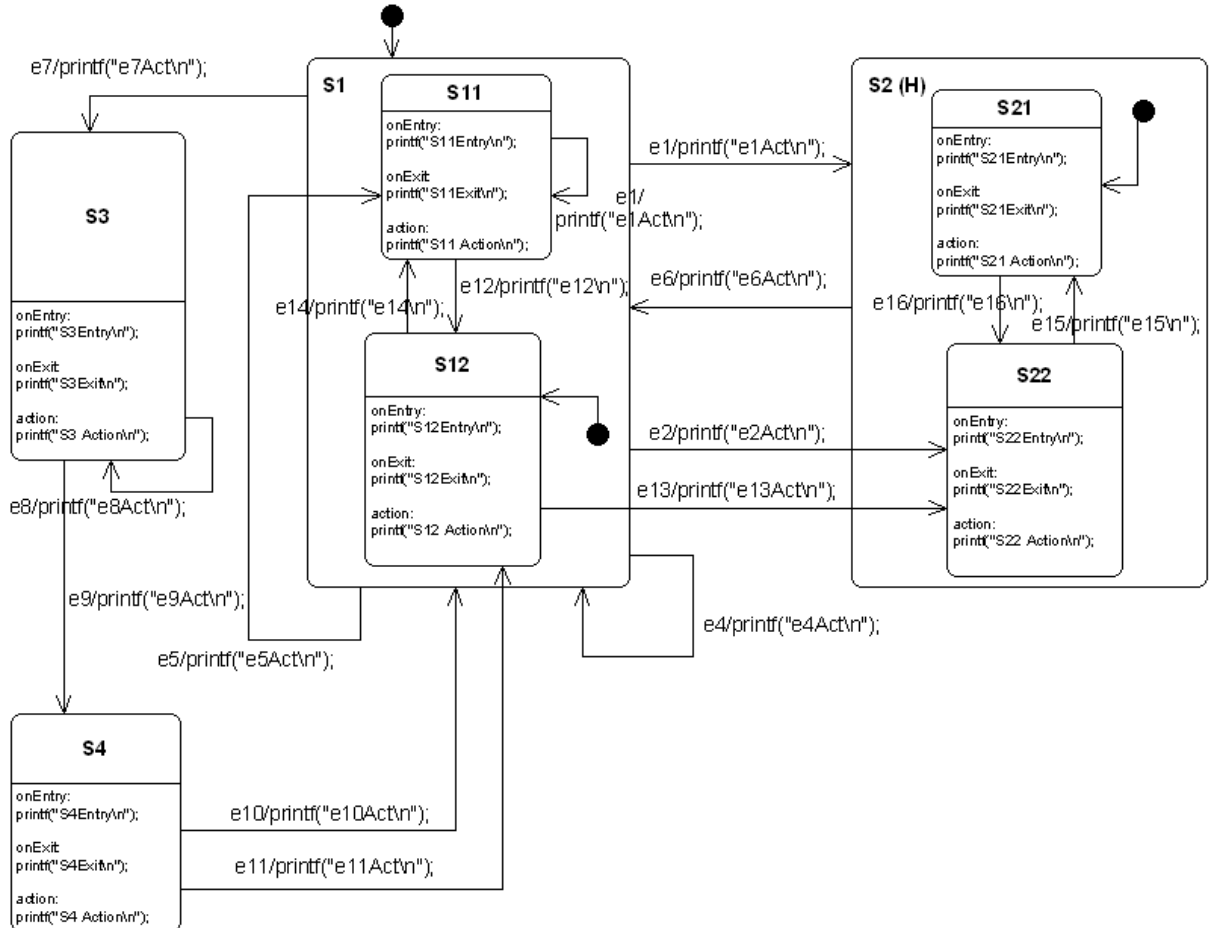 e7/printf("e7Act\n");
S1
S11
onEntry:
printf("S11Entry\n");
onExit:
printf("S11Exit\n");
action:
printf("S11 Action\n");
e1/
printf("e1Act\n");
e12/printf("e12\n");
e14/printf("e14\n");
S12
onEntry:
printf("S12Entry\n");
onExit:
printf("S12Exit\n");
action:
printf("S12 Action\n");
e1/printf("e1Act\n");
e6/printf("e6Act\n");
e2/printf("e2Act\n");
e13/printf("e13Act\n");
e4/printf("e4Act\n");
S2 (H)
S21
onEntry:
printf("S21Entry\n");
onExit
printf("S21Exit\n");
action:
printf("S21 Action\n");
e16/printf("e16\n");
e15/printf("e15\n");
S22
onEntry:
printf("S22Entry\n");
onExit:
printf("S22Exit\n");
action:
printf("S22 Action\n");
S3
onEntry:
printf("S3Entry\n");
onExit
printf("S3Exit\n");
action:
printf("S3 Action\n");
e8/printf("e8Act\n");
e9/printf("e9Act\n");
e5/printf("e5Act\n");
S4
onEntry:
printf("S4Entry\n");
onExit
printf("S4Exit\n");
action:
printf("S4 Action\n");
e10/printf("e10Act\n");
e11/printf("e11Act\n");